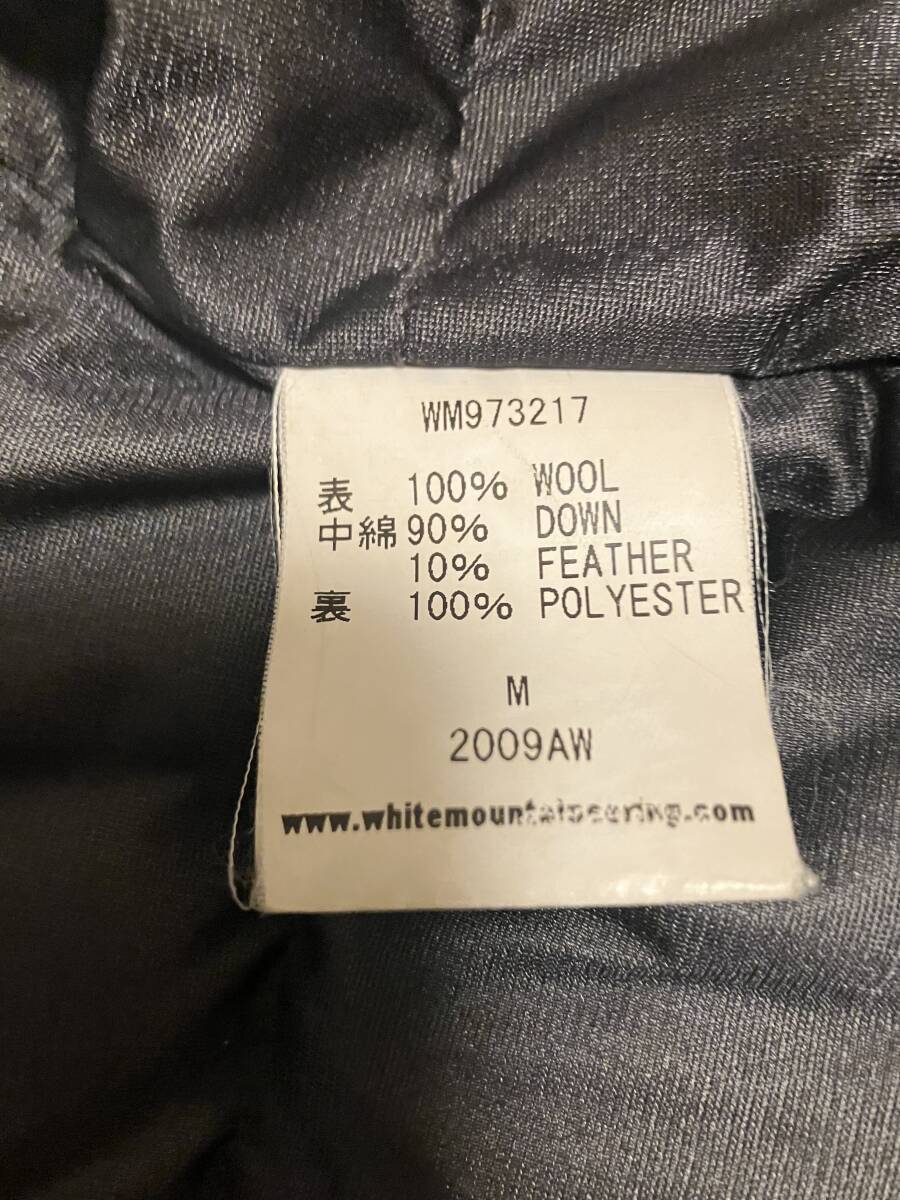 WM973217
表 100% WOOL
中綿 90% DOWN
10% FEATHER
裏 100% POLYESTER
M
2009AW
www.whitemountaineering.com